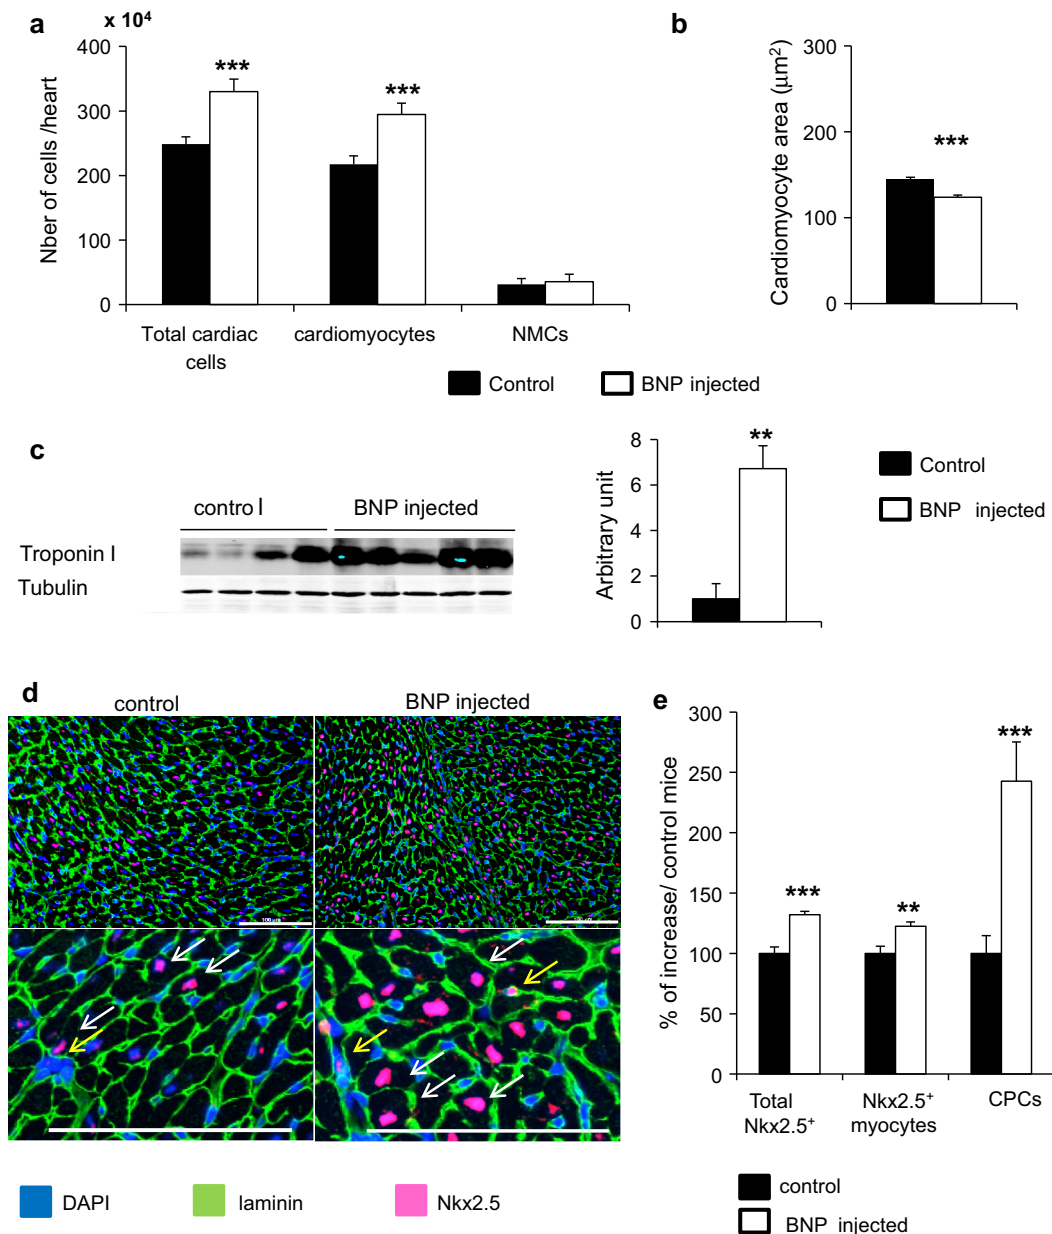 a
x 10⁴
400
300
200
100
0
Nber of cells /heart
***
***
Total cardiac
cells
cardiomyocytes
NMCs
b
300
200
100
0
Cardiomyocyte area (μm²)
***
Control
BNP injected
c
control
BNP injected
Troponin I
Tubulin
8
6
4
2
0
Arbitrary unit
**
Control
BNP injected
d
control
BNP injected
100 μm
DAPI
laminin
Nkx2.5
e
300
250
200
150
100
50
0
% of increase/ control mice
***
**
***
Total
Nkx2.5⁺
Nkx2.5⁺
myocytes
CPCs
control
BNP injected